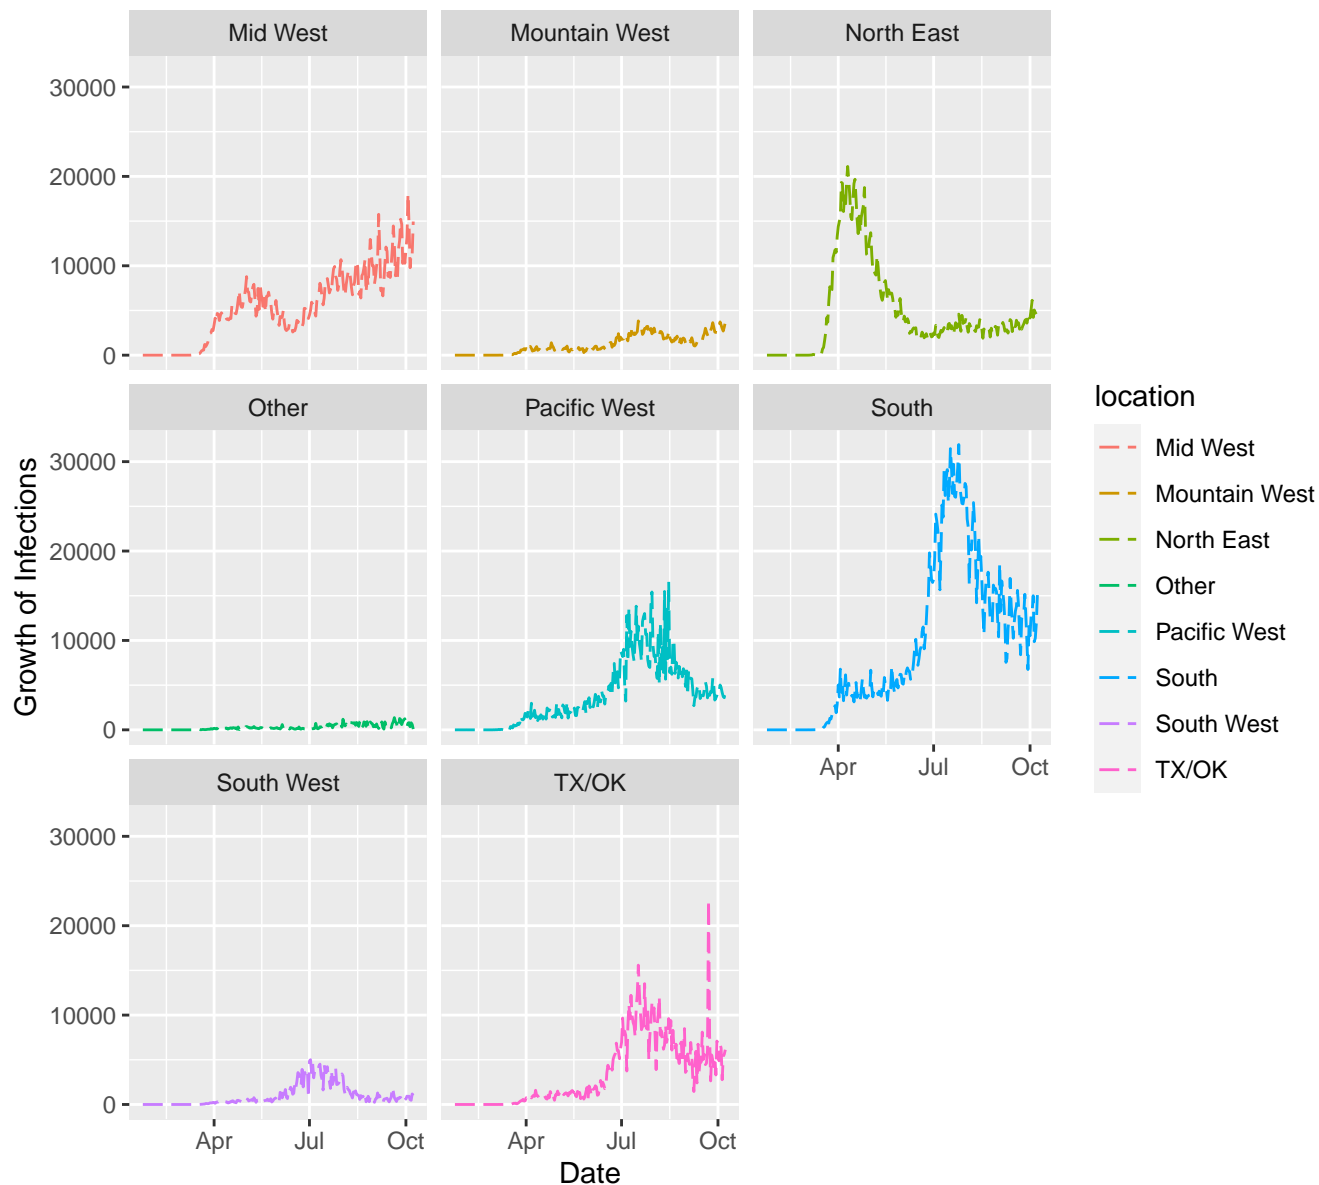 Mid West
Mountain West
North East
30000
20000
10000
0
Other
Pacific West
South
30000
20000
10000
0
Apr
Jul
Oct
South West
TX/OK
30000
20000
10000
0
Apr
Jul
Oct
Apr
Jul
Oct
Growth of Infections
Date
location
Mid West
Mountain West
North East
Other
Pacific West
South
South West
TX/OK